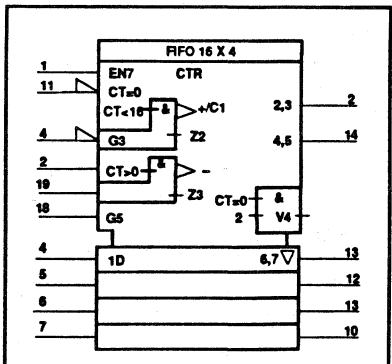 FIFO 16 X 4
1 EN7 CTR
11 CT=0
CT<16 & +/C1 2,3 2
4 G3 Z2 4,5 14
2 CT>0 & -
19 Z3
18 G5 CT=0 &
2 V4
4 1D 6,7 13
5 12
6 13
7 10